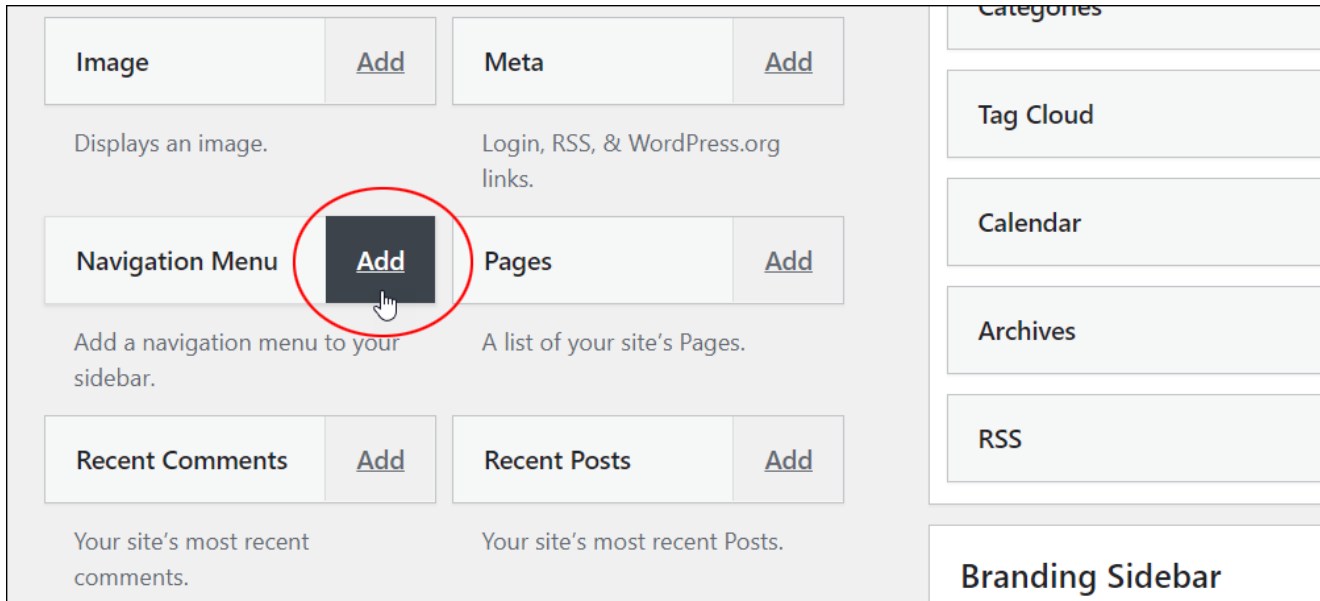 Image
Add
Meta
Add
Displays an image.
Login, RSS, & WordPress.org
links.
Navigation Menu
Add
Pages
Add
Add a navigation menu to your
sidebar.
A list of your site's Pages.
Recent Comments
Add
Recent Posts
Add
Your site's most recent
comments.
Your site's most recent Posts.
Categories
Tag Cloud
Calendar
Archives
RSS
Branding Sidebar